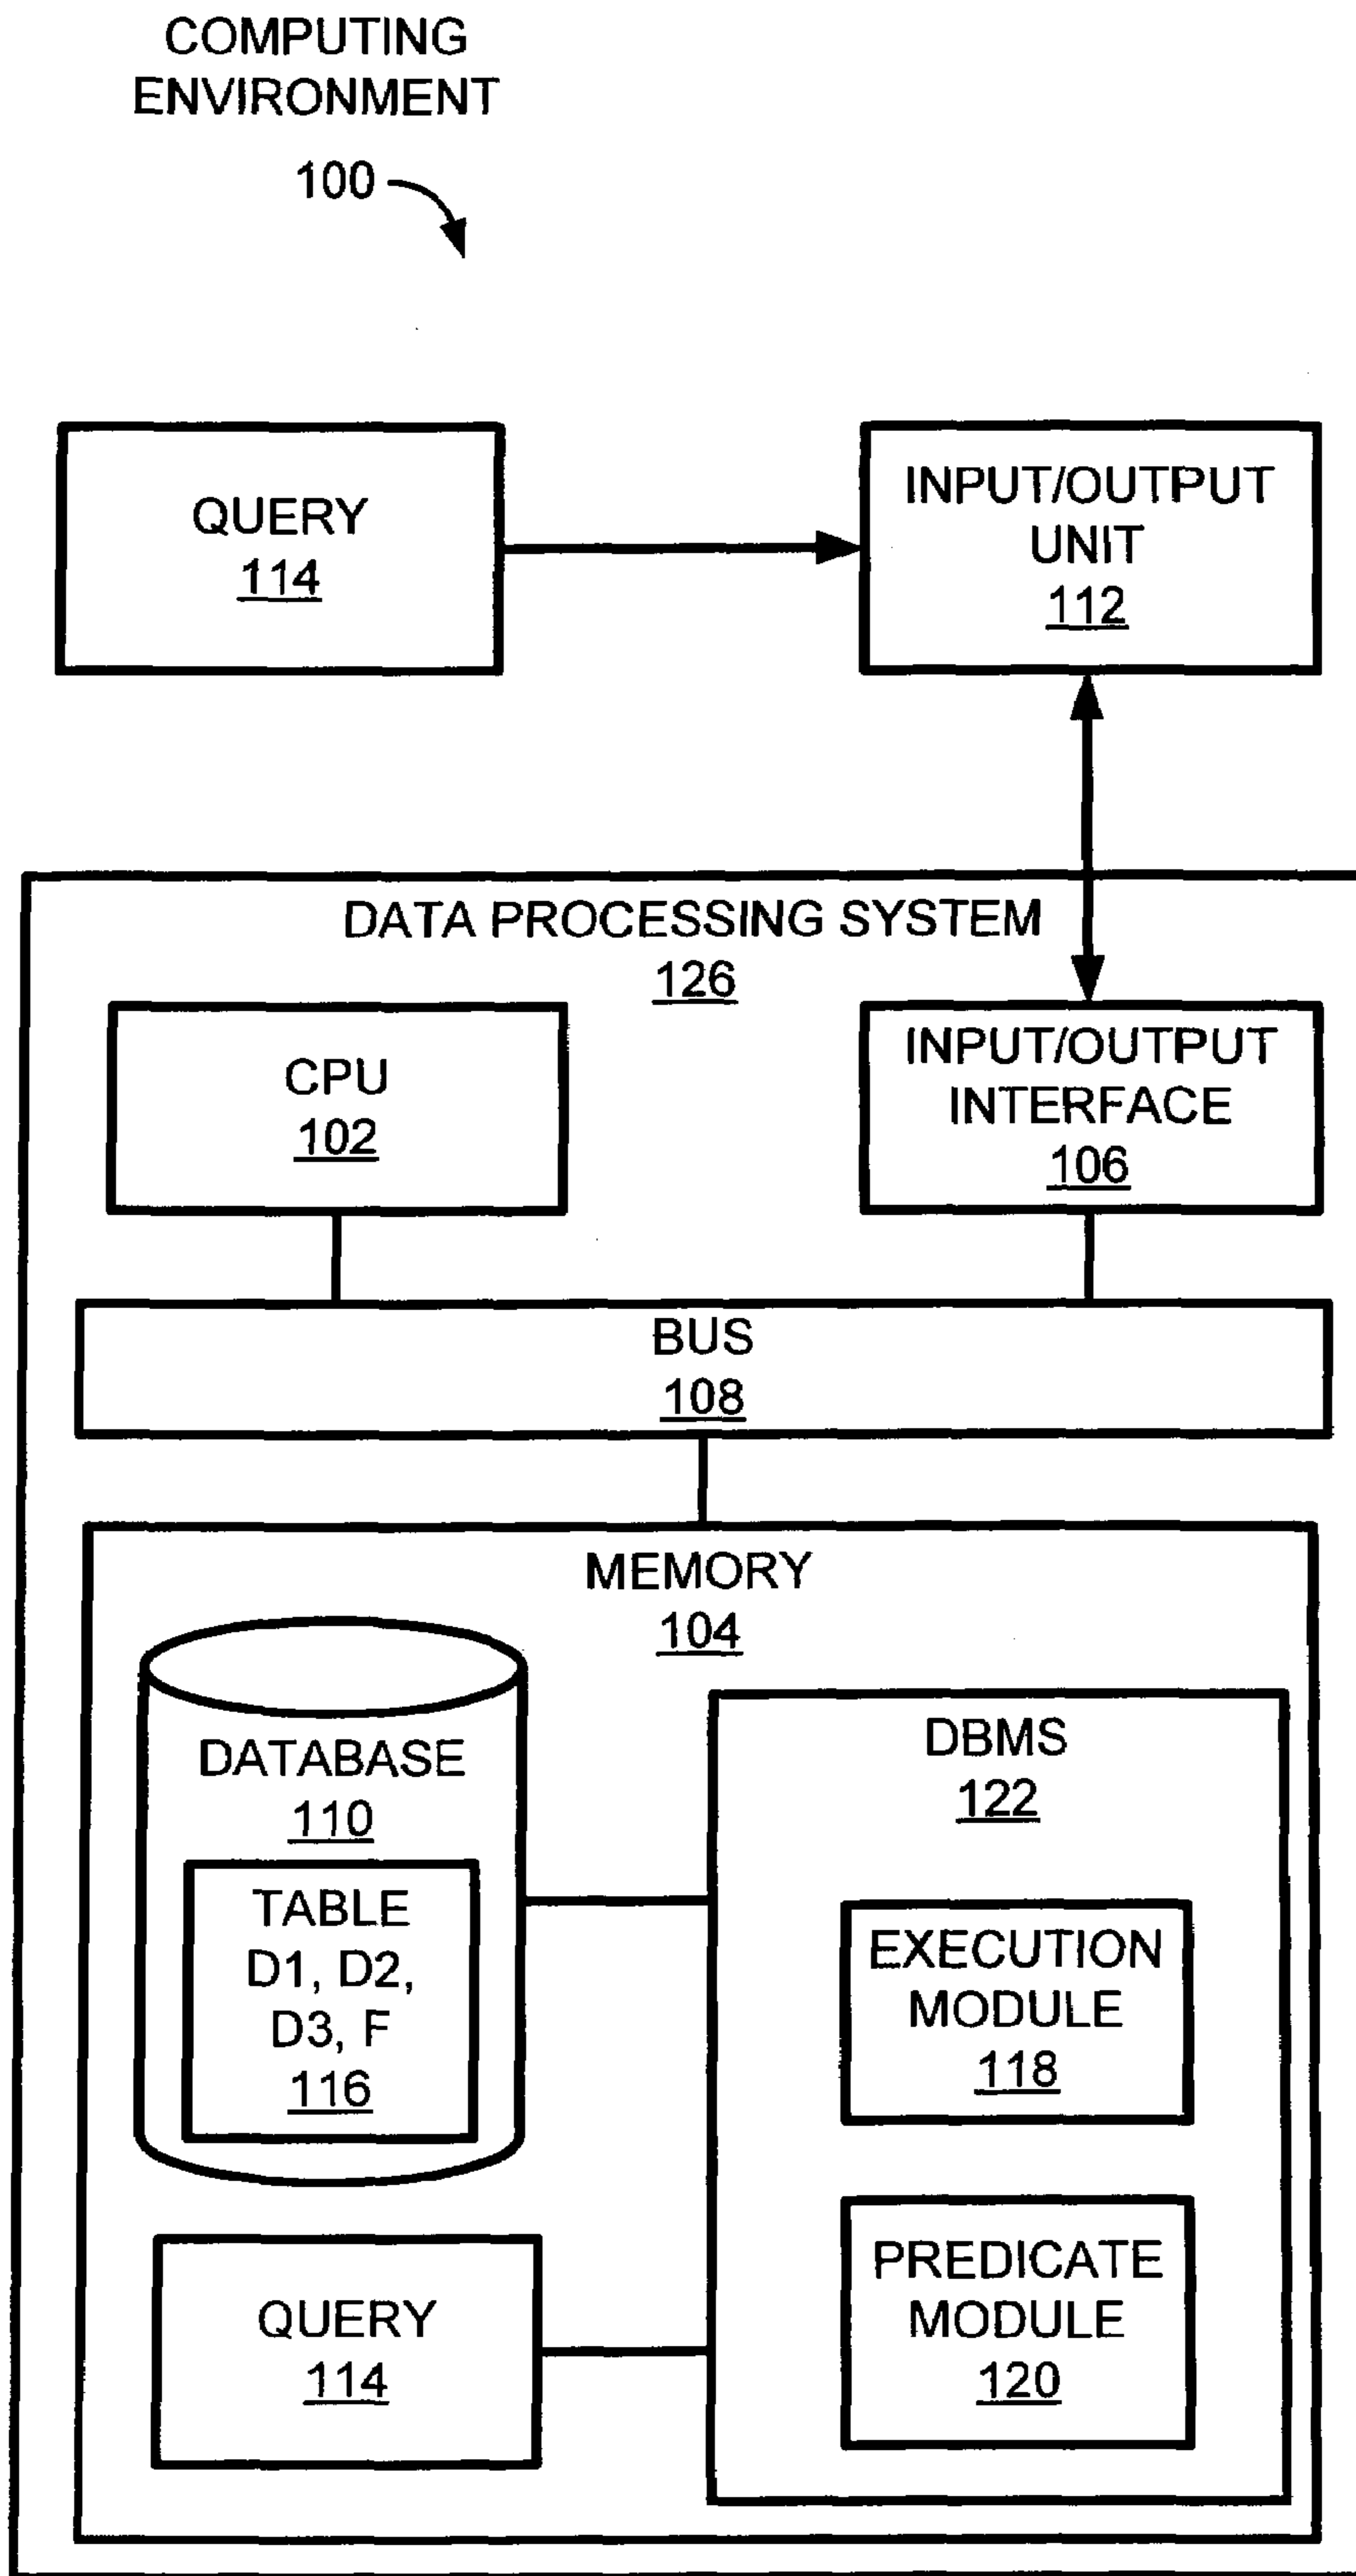 COMPUTING
ENVIRONMENT
100
QUERY
114
INPUT/OUTPUT
UNIT
112
DATA PROCESSING SYSTEM
126
CPU
102
INPUT/OUTPUT
INTERFACE
106
BUS
108
MEMORY
104
DATABASE
110
TABLE
D1, D2,
D3, F
116
DBMS
122
EXECUTION
MODULE
118
QUERY
114
PREDICATE
MODULE
120